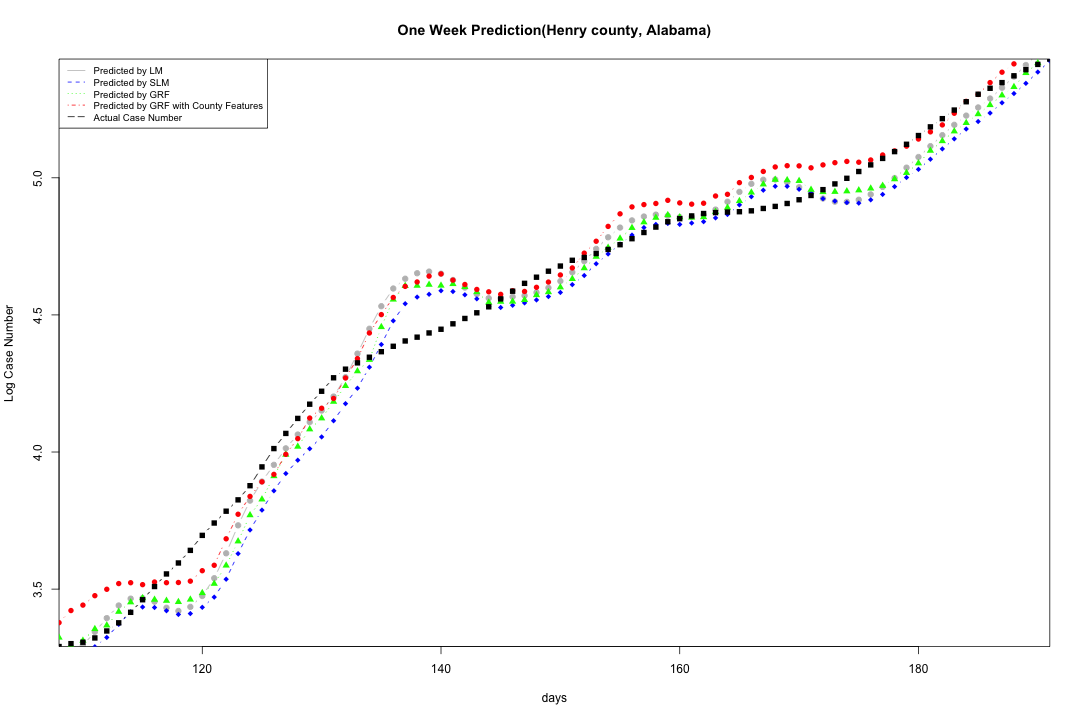 One Week Prediction(Henry county, Alabama)
Predicted by LM
Predicted by SLM
Predicted by GRF
Predicted by GRF with County Features
Actual Case Number
5.0
4.5
4.0
3.5
Log Case Number
120 140 160 180
days